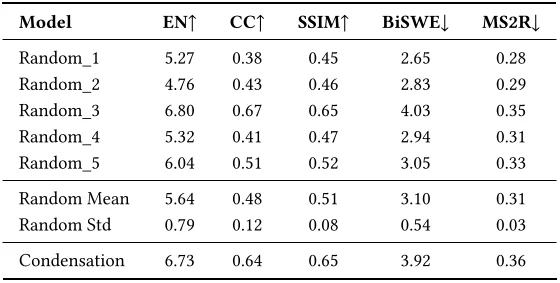 Model EN↑ CC↑ SSIM↑ BiSWE↓ MS2R↓
Random_1 5.27 0.38 0.45 2.65 0.28
Random_2 4.76 0.43 0.46 2.83 0.29
Random_3 6.80 0.67 0.65 4.03 0.35
Random_4 5.32 0.41 0.47 2.94 0.31
Random_5 6.04 0.51 0.52 3.05 0.33
Random Mean 5.64 0.48 0.51 3.10 0.31
Random Std 0.79 0.12 0.08 0.54 0.03
Condensation 6.73 0.64 0.65 3.92 0.36